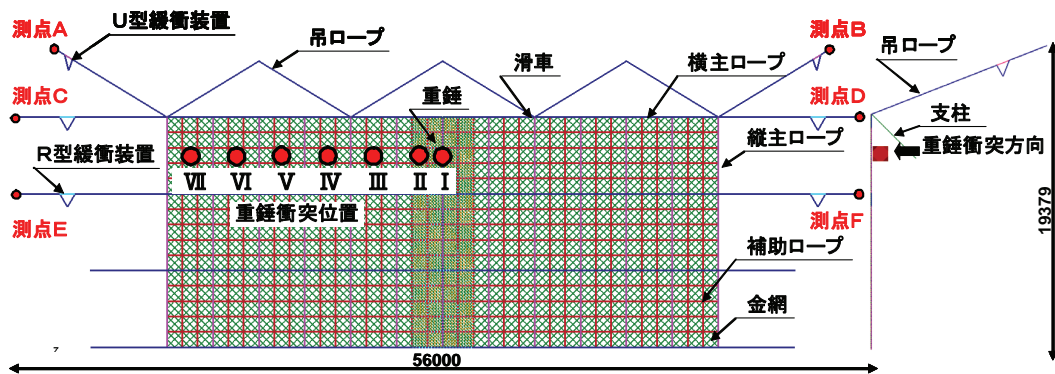 測点A
U型緩衝装置
吊ロープ
測点B
吊ロープ
滑車
横主ロープ
測点C
重錘
測点D
支柱
重錘衝突方向
縦主ロープ
R型緩衝装置
Ⅶ Ⅵ Ⅴ Ⅳ Ⅲ Ⅱ Ⅰ
重錘衝突位置
測点E
測点F
19379
補助ロープ
金網
56000